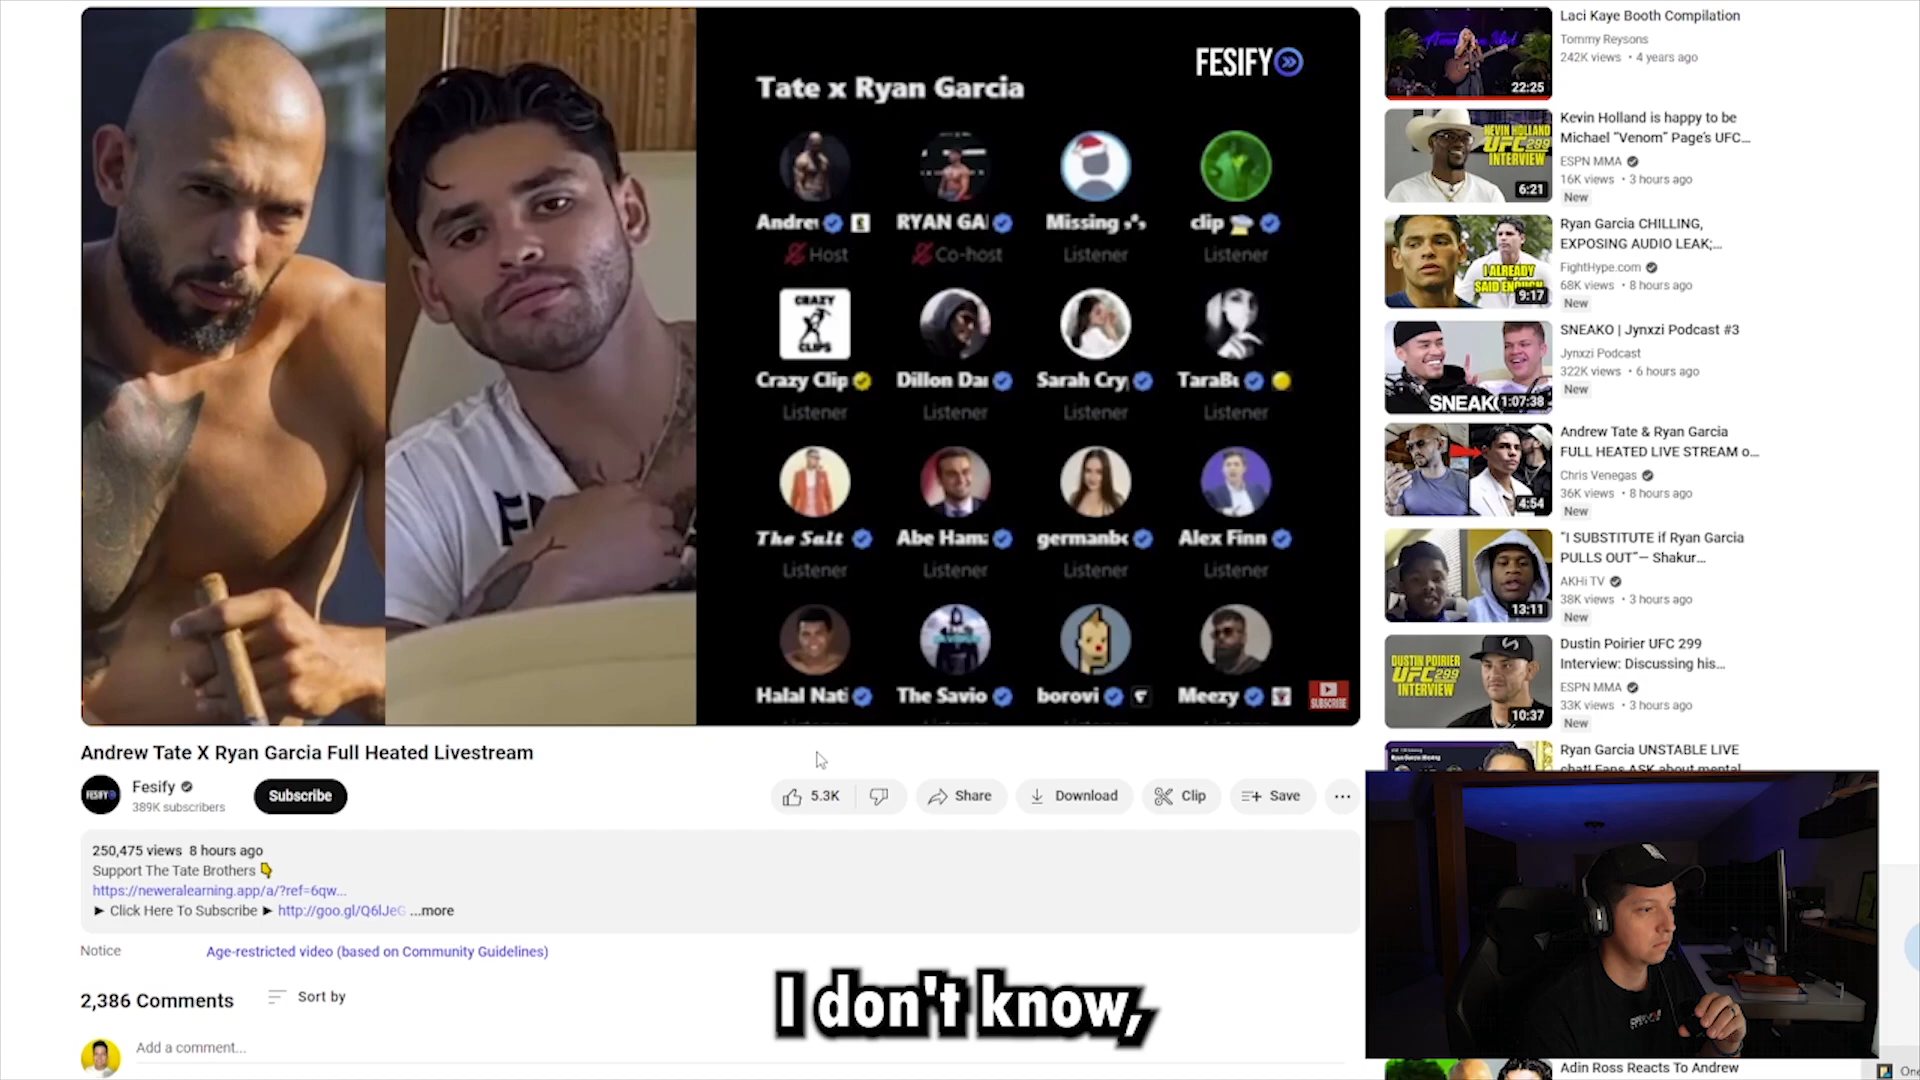 FESIFY
Tate x Ryan Garcia
Andre
RYAN GA
Missing
clip
Host
Co-host
Listener
Listener
CRAZY
CLIPS
Crazy Clip
Dillon Da
Sarah Cry
TaraB
Listener
Listener
Listener
Listener
The Salt
Abe Ham
germanb
Alex Finn
Listener
Listener
Listener
Listener
Halal Nati
The Savio
borovi
Meezy
SUBSCRIBE
Andrew Tate X Ryan Garcia Full Heated Livestream
FESIFY
Fesify
389K subscribers
Subscribe
5.3K
Share
Download
Clip
Save
250,475 views 8 hours ago
Support The Tate Brothers
https://neweralearning.app/a/?ref=6qw...
► Click Here To Subscribe ► http://goo.gl/Q6lJeG ...more
Notice
Age-restricted video (based on Community Guidelines)
2,386 Comments
Sort by
Add a comment...
I don't know,
22:25
Laci Kaye Booth Compilation
Tommy Reysons
242K views • 4 years ago
KEVIN HOLLAND
UFC 289
INTERVIEW
6:21
Kevin Holland is happy to be
Michael “Venom” Page's UFC...
ESPN MMA
16K views • 3 hours ago
New
I ALREADY
SAID ENOUGH
9:17
Ryan Garcia CHILLING,
EXPOSING AUDIO LEAK;...
FightHype.com
68K views • 8 hours ago
New
SNEAK
1:07:38
SNEAKO | Jynxzi Podcast #3
Jynxzi Podcast
322K views • 6 hours ago
New
4:54
Andrew Tate & Ryan Garcia
FULL HEATED LIVE STREAM o...
Chris Venegas
36K views • 8 hours ago
New
13:11
“I SUBSTITUTE if Ryan Garcia
PULLS OUT”— Shakur...
AKHi TV
38K views • 3 hours ago
New
DUSTIN POIRIER
UFC 299
INTERVIEW
10:37
Dustin Poirier UFC 299
Interview: Discussing his...
ESPN MMA
33K views • 3 hours ago
New
Ryan Garcia UNSTABLE LIVE
chat! Fans ASK about mental
Adin Ross Reacts To Andrew
One